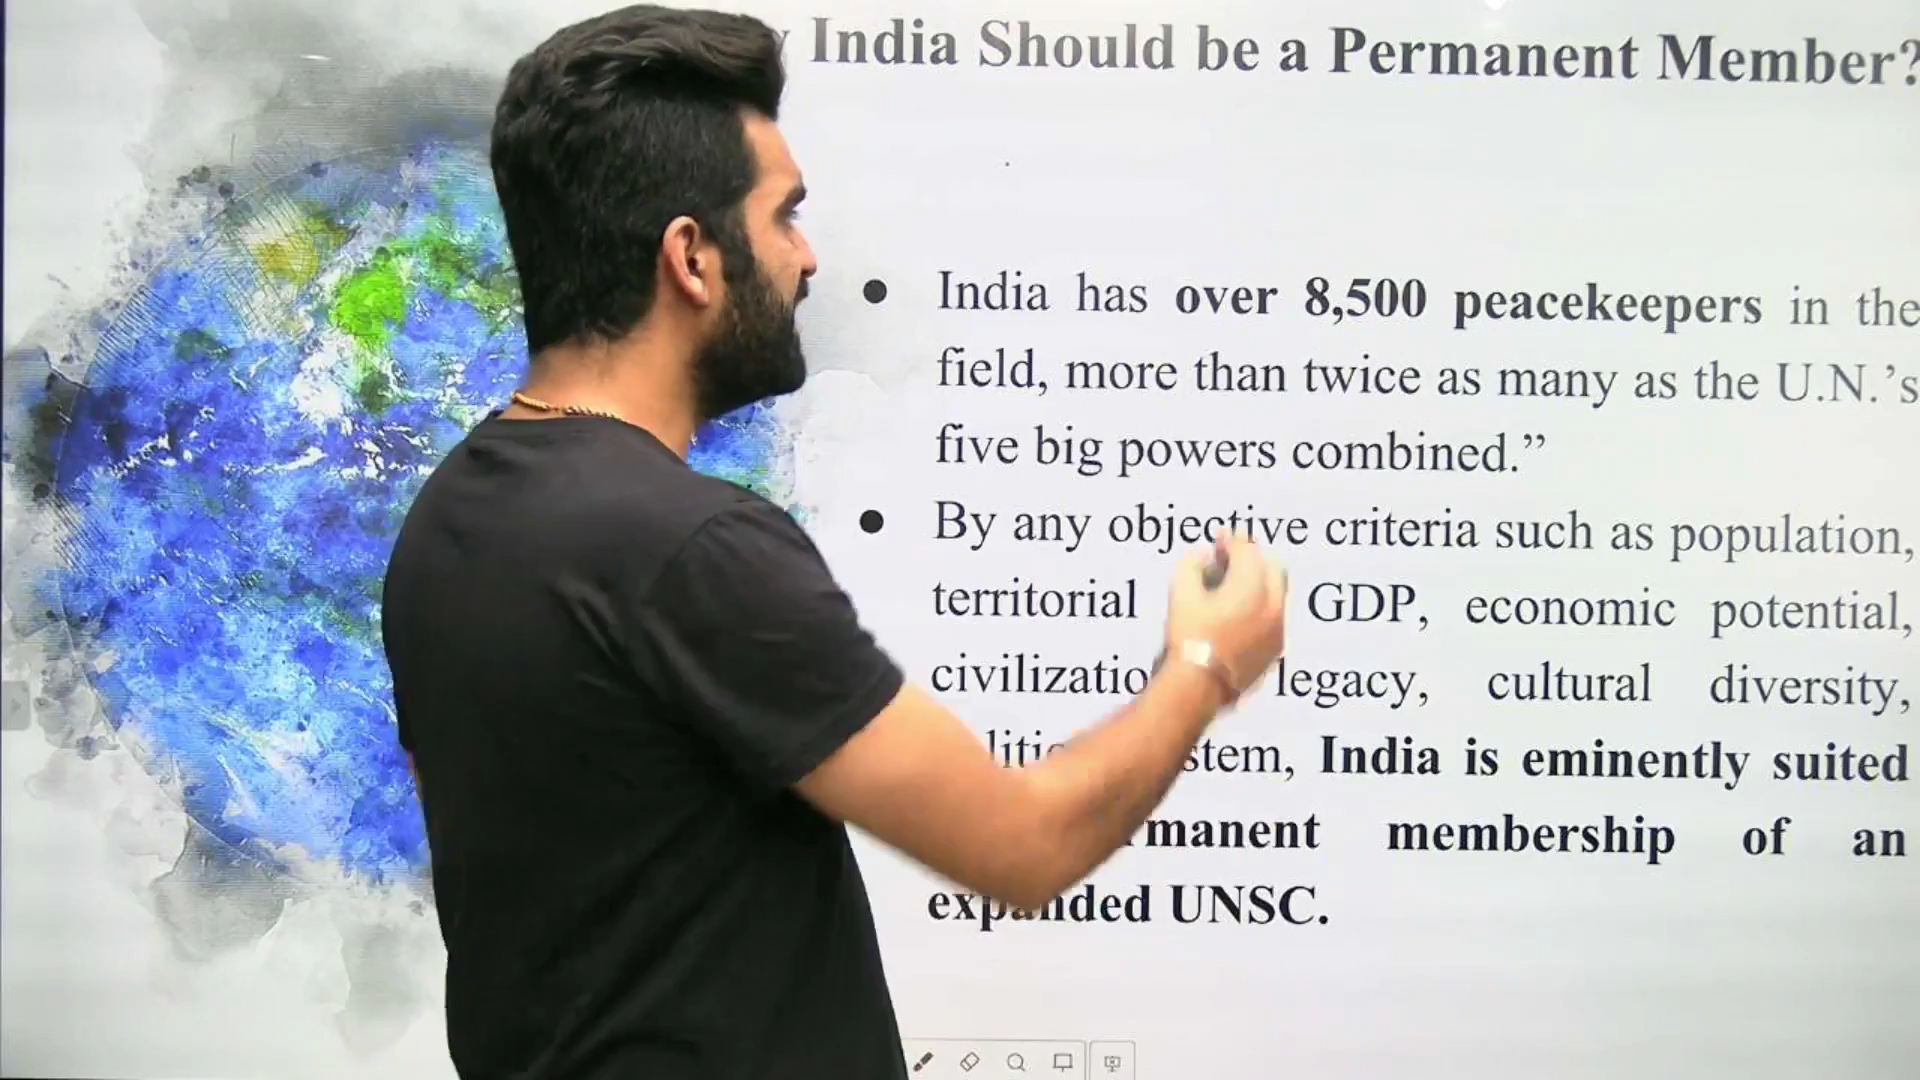 India Should be a Permanent Member?
• India has over 8,500 peacekeepers in the
field, more than twice as many as the U.N.’s
five big powers combined.”
• By any objective criteria such as population,
territorial GDP, economic potential,
legacy, cultural diversity,
India is eminently suited
membership of an
expanded UNSC.